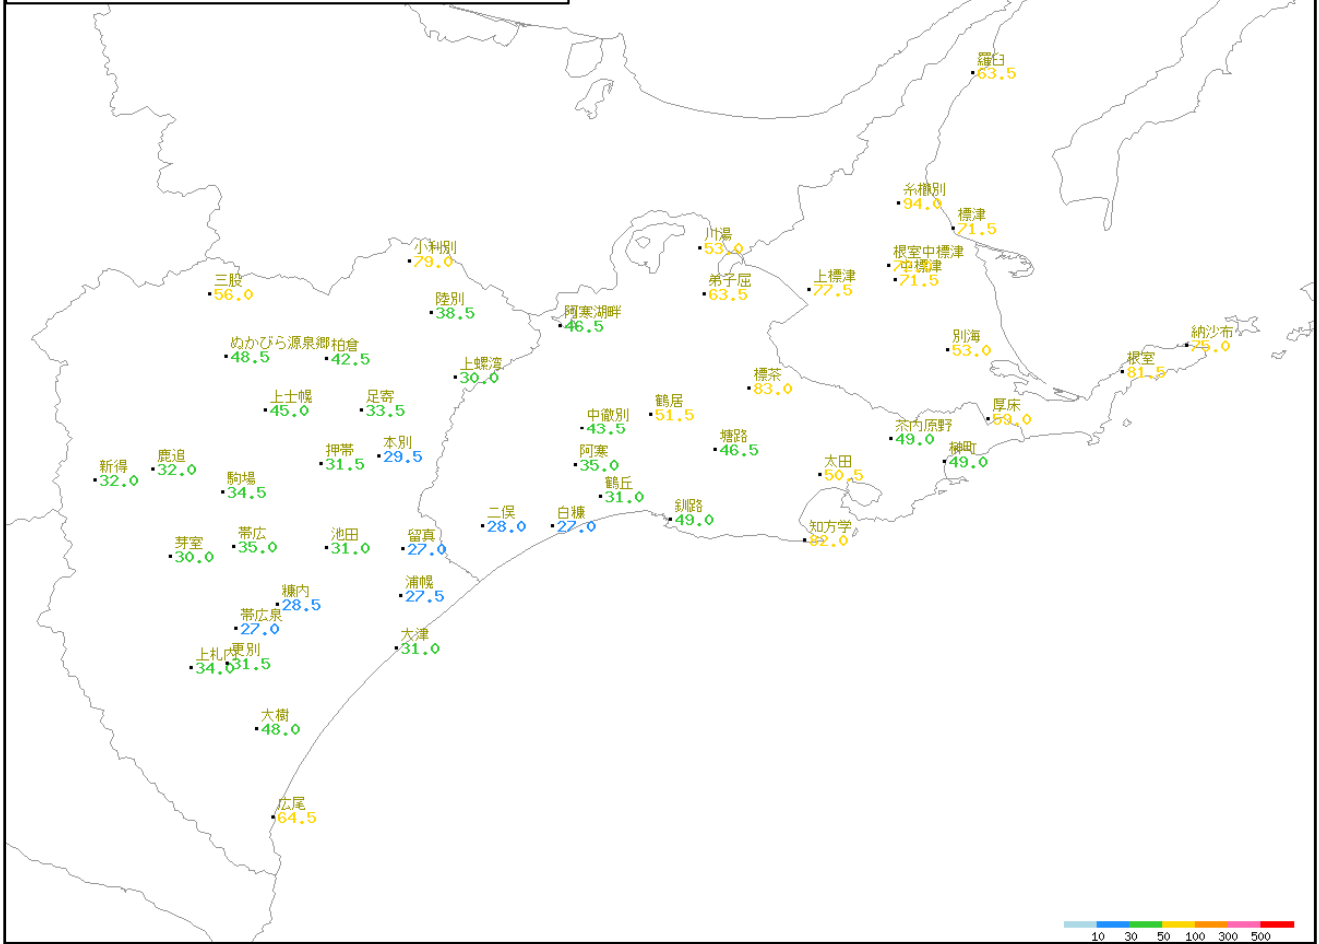 羅臼
63.5
糸櫛別
94.0
標津
71.5
川湯
53.0
小利別
79.0
根室中標津
中標津
71.5
三股
56.0
弟子屈
63.5
上標津
77.5
陸別
38.5
阿寒湖畔
46.5
ぬかびら源泉郷
48.5
柏倉
42.5
別海
53.0
納沙布
75.0
根室
81.5
上螺湾
30.0
標茶
83.0
上士幌
45.0
足寄
33.5
鶴居
51.5
厚床
59.0
中徹別
43.5
茶内原野
49.0
塘路
46.5
本別
29.5
押帯
31.5
鹿追
32.0
新得
32.0
阿寒
35.0
太田
50.5
榊町
49.0
駒場
34.5
鶴丘
31.0
釧路
49.0
二俣
28.0
白糠
27.0
知方学
82.0
芽室
30.0
帯広
35.0
池田
31.0
留真
27.0
糠内
28.5
浦幌
27.5
帯広泉
27.0
大津
31.0
上札内
34.0
更別
31.5
大樹
48.0
広尾
64.5
10 30 50 100 300 500